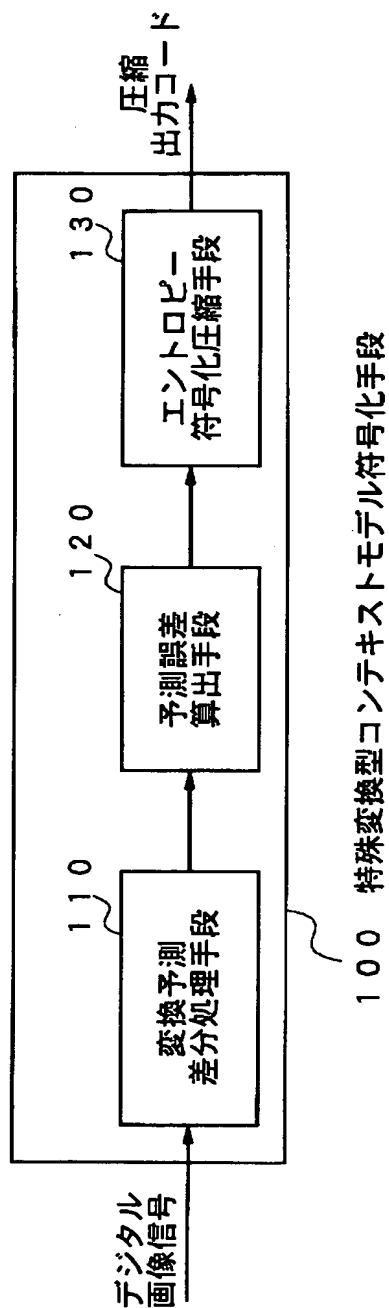 デジタル
画像信号
110
変換予測
差分処理手段
120
予測誤差
算出手段
130
エントロピー
符号化圧縮手段
圧縮
出力コード
100 特殊変換型コンテキストモデル符号化手段